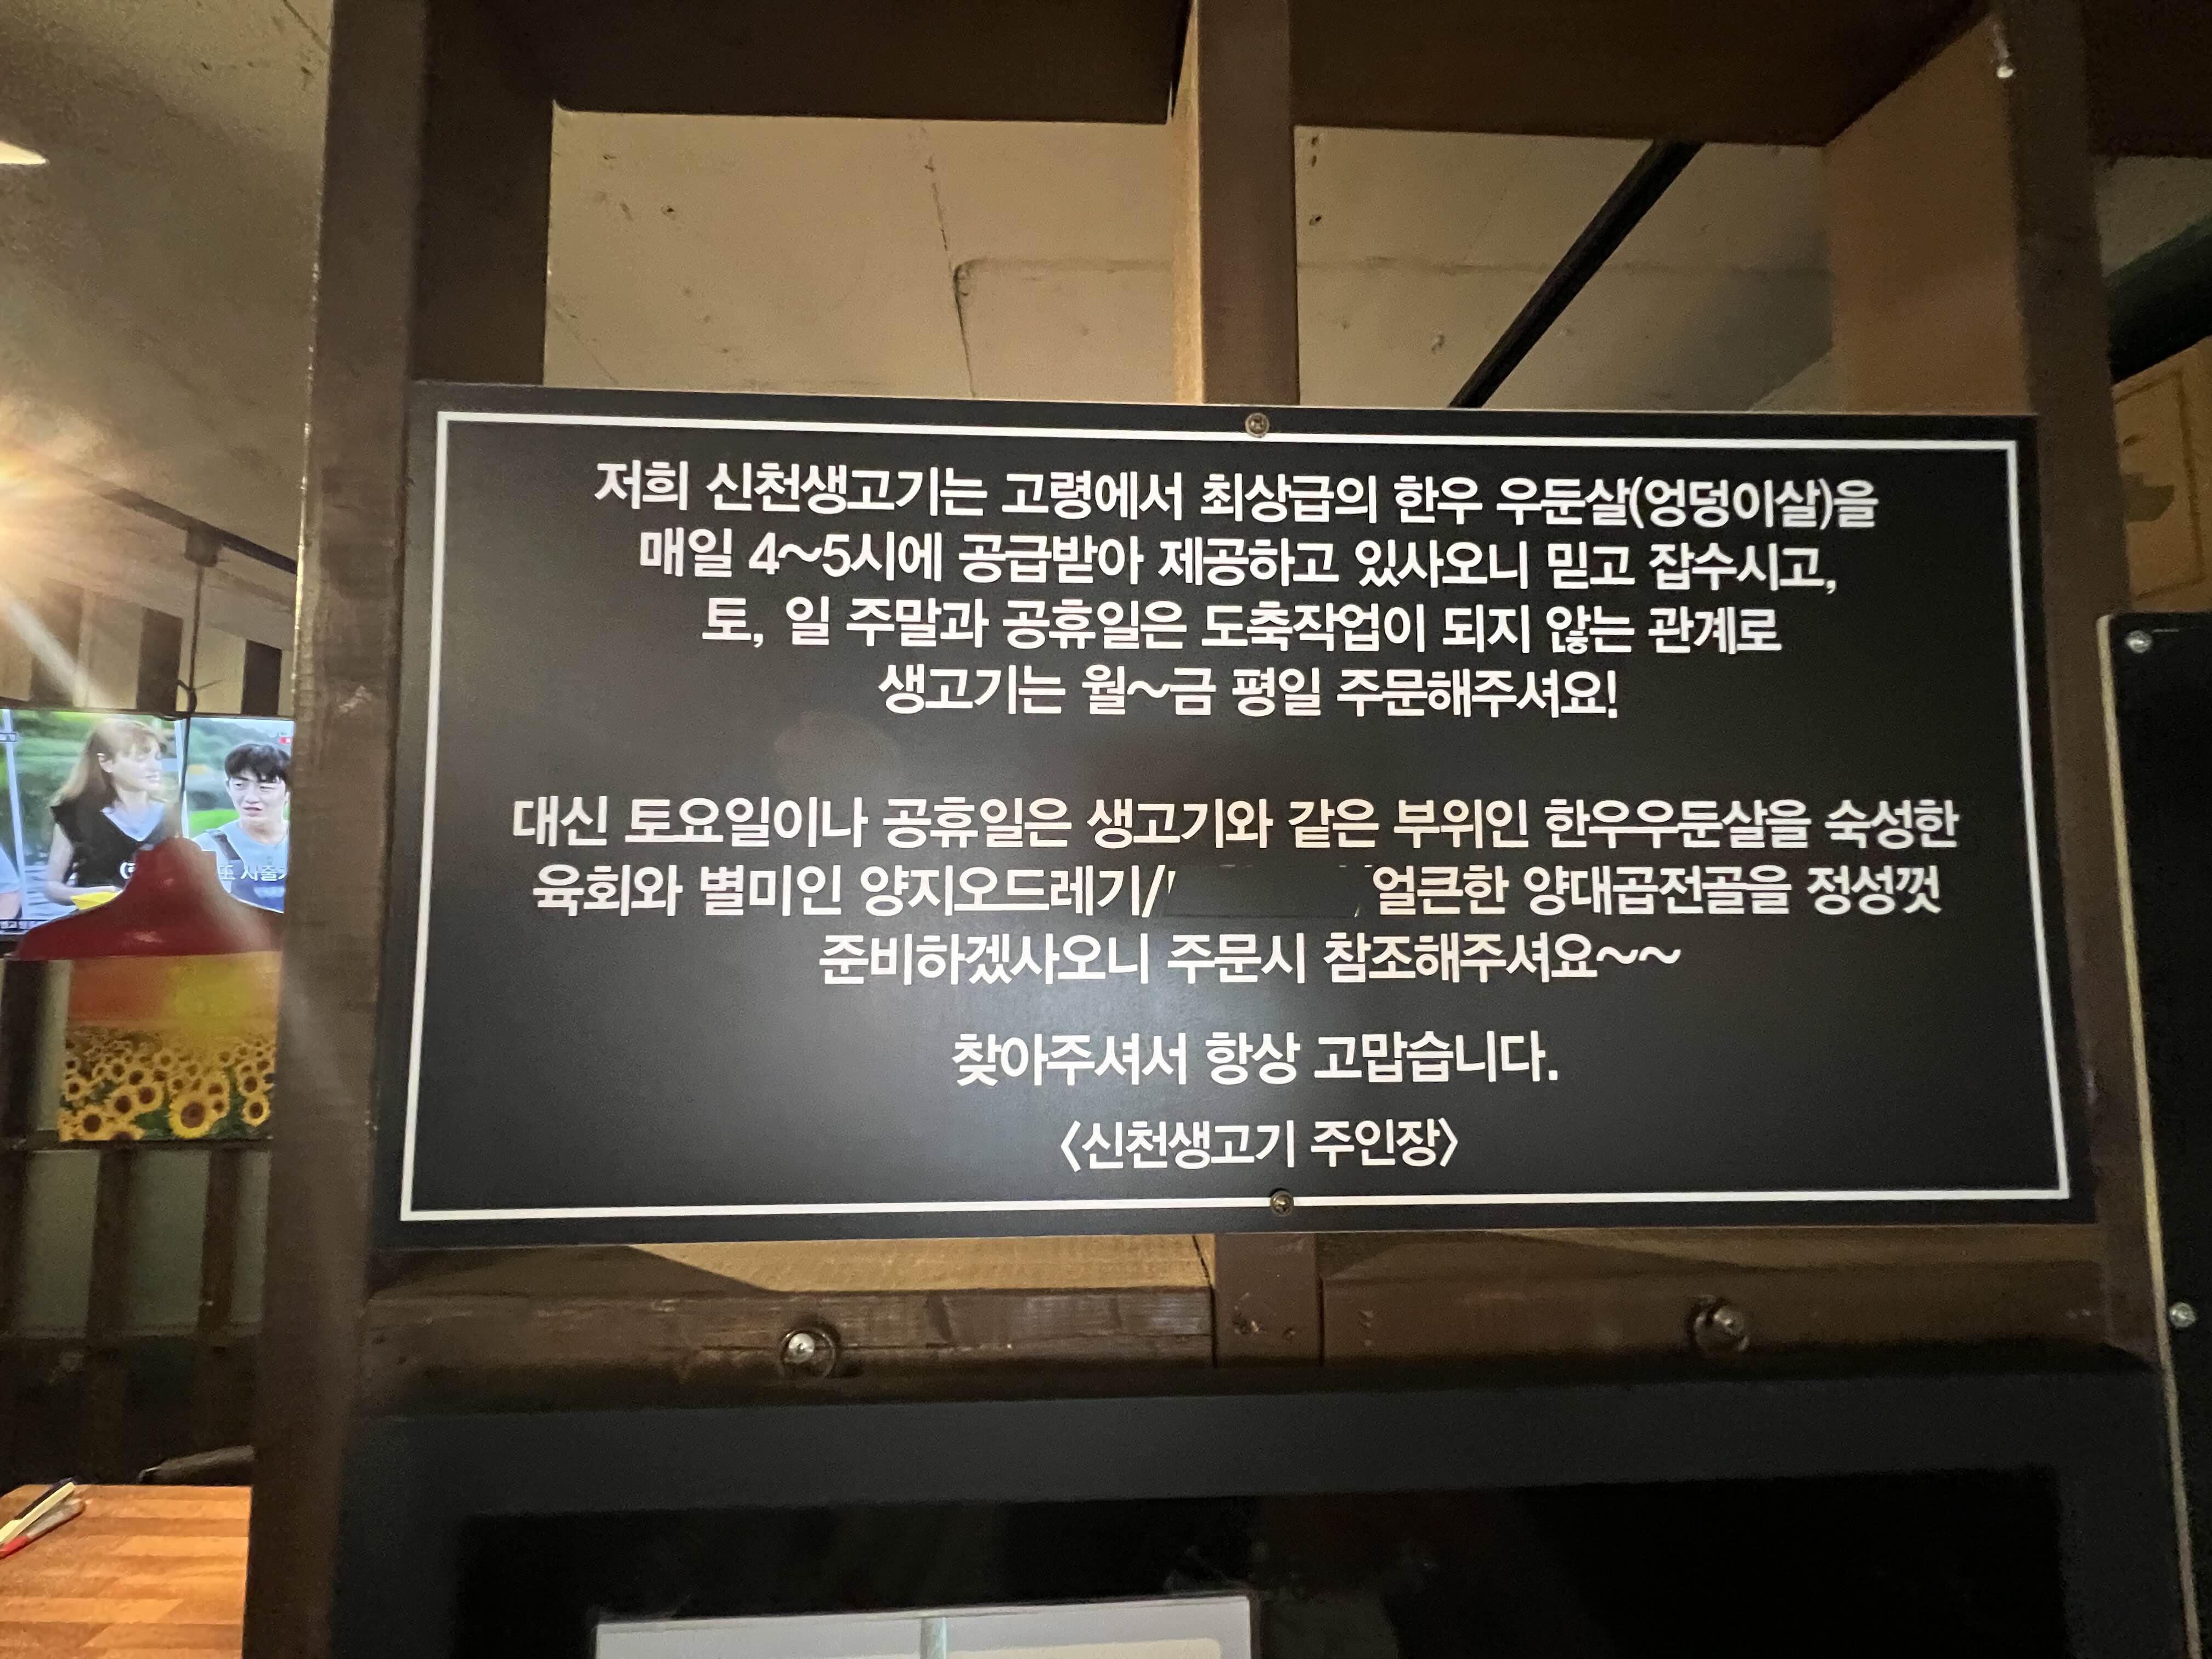 저희 신천생고기는 고령에서 최상급의 한우 우둔살(엉덩이살)을
매일 4~5시에 공급받아 제공하고 있사오니 믿고 잡수시고,
토, 일 주말과 공휴일은 도축작업이 되지 않는 관계로
생고기는 월~금 평일 주문해주셔요!
대신 토요일이나 공휴일은 생고기와 같은 부위인 한우우둔살을 숙성한
육회와 별미인 양지오드레기/ 얼큰한 양대곱전골을 정성껏
준비하겠사오니 주문시 참조해주셔요~~
찾아주셔서 항상 고맙습니다.
〈신천생고기 주인장〉